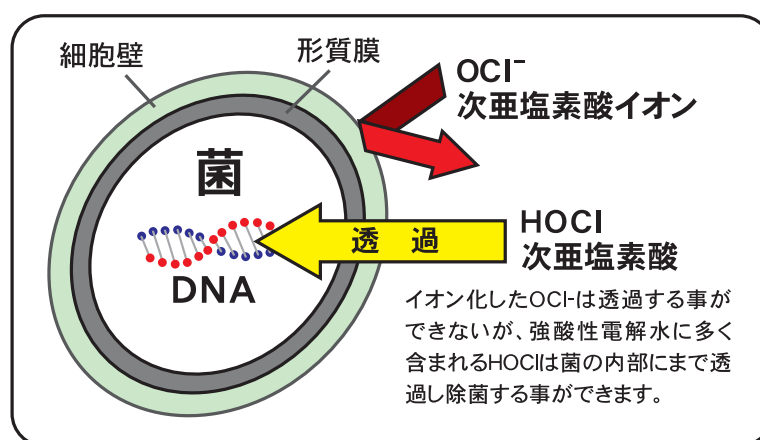 細胞壁
形質膜
OCl⁻
次亜塩素酸イオン
菌
DNA
透過
HOCl
次亜塩素酸
イオン化したOCl-は透過する事が
できないが、強酸性電解水に多く
含まれるHOClは菌の内部にまで透
過し除菌する事ができます。